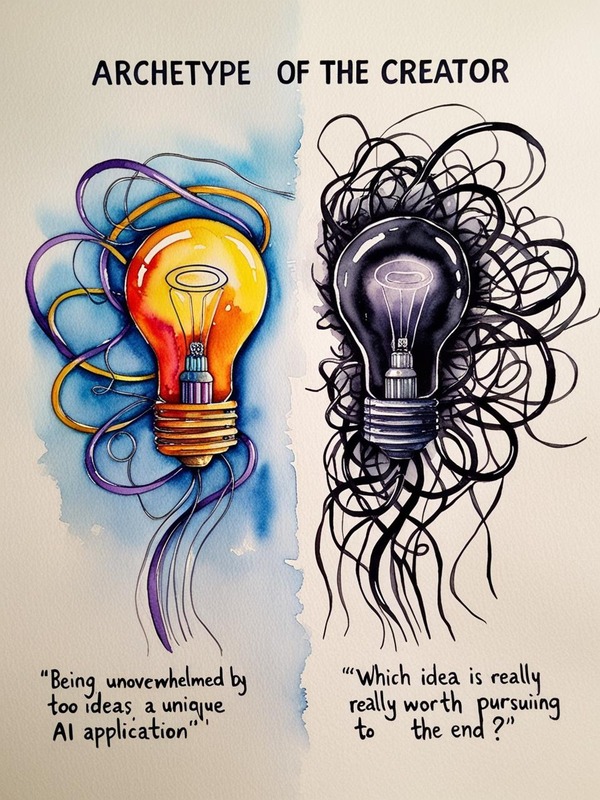 ARCHETYPE OF THE CREATOR
“Being unovewhelmed by
too ideas, a unique
AI application”'
“‘Which idea is really
really worth pursuiing
to the end?”